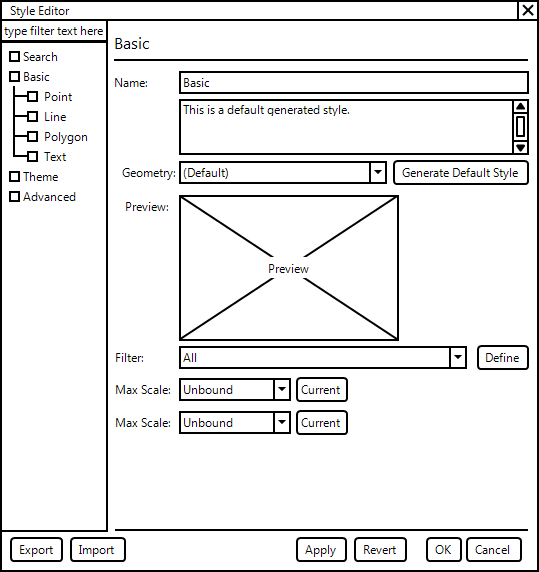 Style Editor
type filter text here
Search
Basic
Point
Line
Polygon
Text
Theme
Advanced
Basic
Name: Basic
This is a default generated style.
Geometry: (Default) Generate Default Style
Preview:
Preview
Filter: All Define
Max Scale: Unbound Current
Max Scale: Unbound Current
Export Import Apply Revert OK Cancel